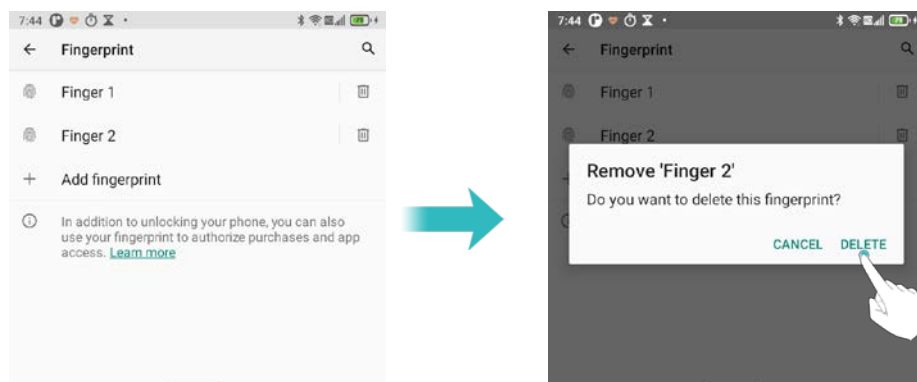 7:44
Fingerprint
Finger 1
Finger 2
Add fingerprint
In addition to unlocking your phone, you can also
use your fingerprint to authorize purchases and app
access. Learn more
7:44
Fingerprint
Finger 1
Finger 2
Remove 'Finger 2'
Do you want to delete this fingerprint?
CANCEL DELETE